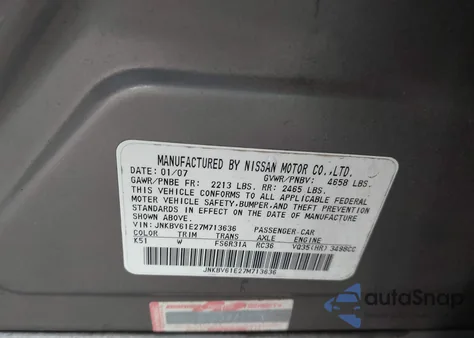 MANUFACTURED BY NISSAN MOTOR CO.,LTD.
DATE: 01/07 GVWR/PNBV: 4658 LBS.
GAWR/PNBE FR: 2213 LBS. RR: 2465 LBS.
THIS VEHICLE CONFORMS TO ALL APPLICABLE FEDERAL
MOTOR VEHICLE SAFETY,BUMPER,AND THEFT PREVENTION
STANDARDS IN EFFECT ON THE DATE OF MANUFACTURE
SHOWN ABOVE.
VIN: JNKBV61E27M713636 PASSENGER-CAR
COLOR TRIM TRANS AXLE ENGINE
K51 W FS6R31A RC36 VQ35(HR) 3498CC
JNKBV61E27M713636
autoSnap